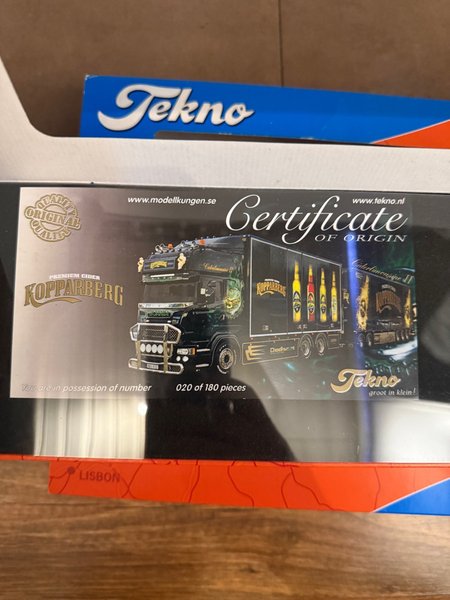 Tekno
www.modellkungen.se
www.tekno.nl
QUALITY
ORIGINAL
QUALITY
Certificate
OF ORIGIN
PREMIUM CIDER
KOPPARBERG
KOPPARBERG
You are in possession of number 020 of 180 pieces
Tekno
groot in klein!
LISBON